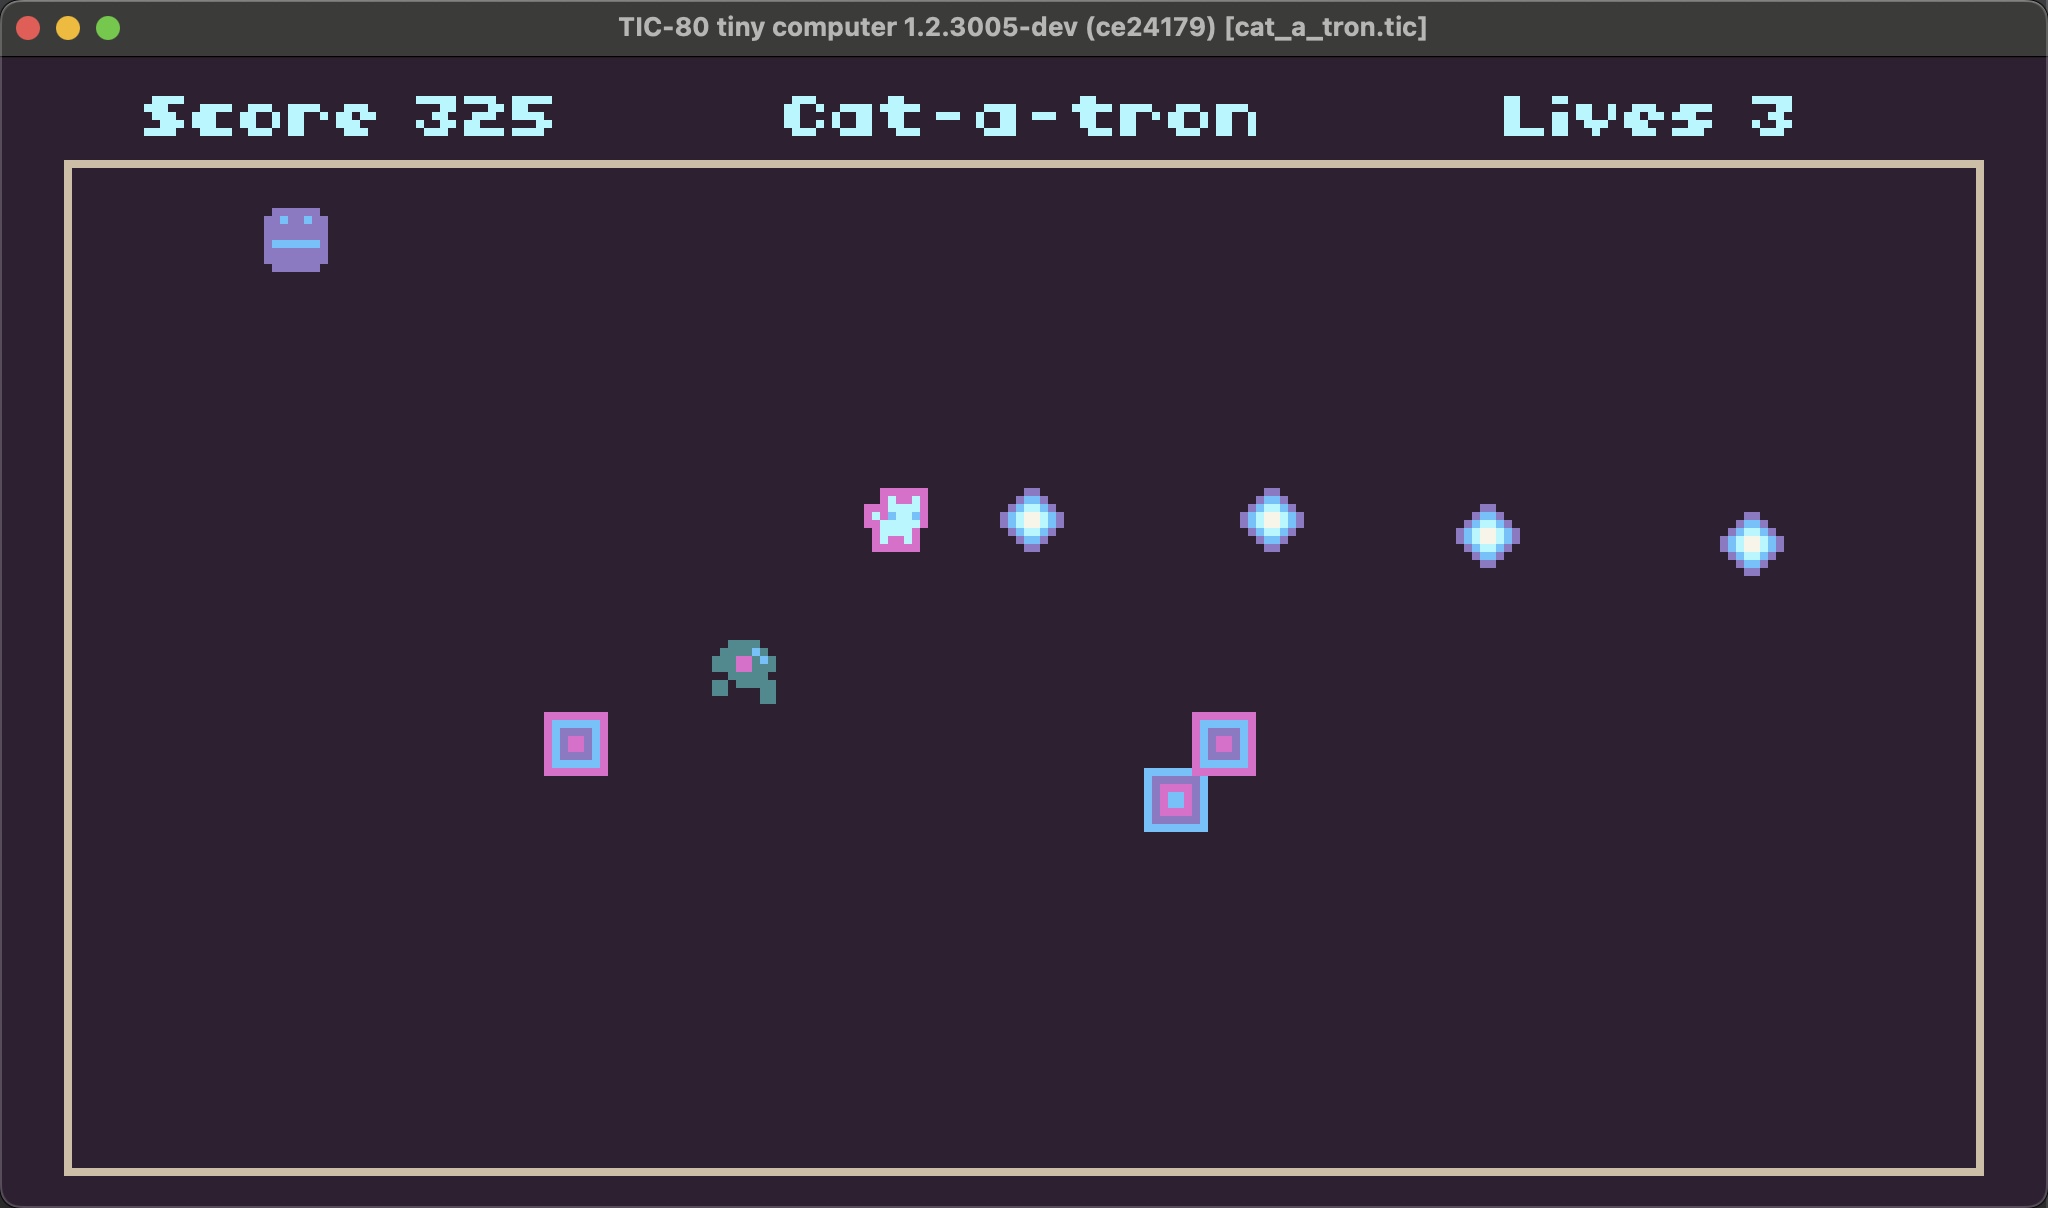 TIC-80 tiny computer 1.2.3005-dev (ce24179) [cat_a_tron.tic]
Score 325 Cat-a-tron Lives 3